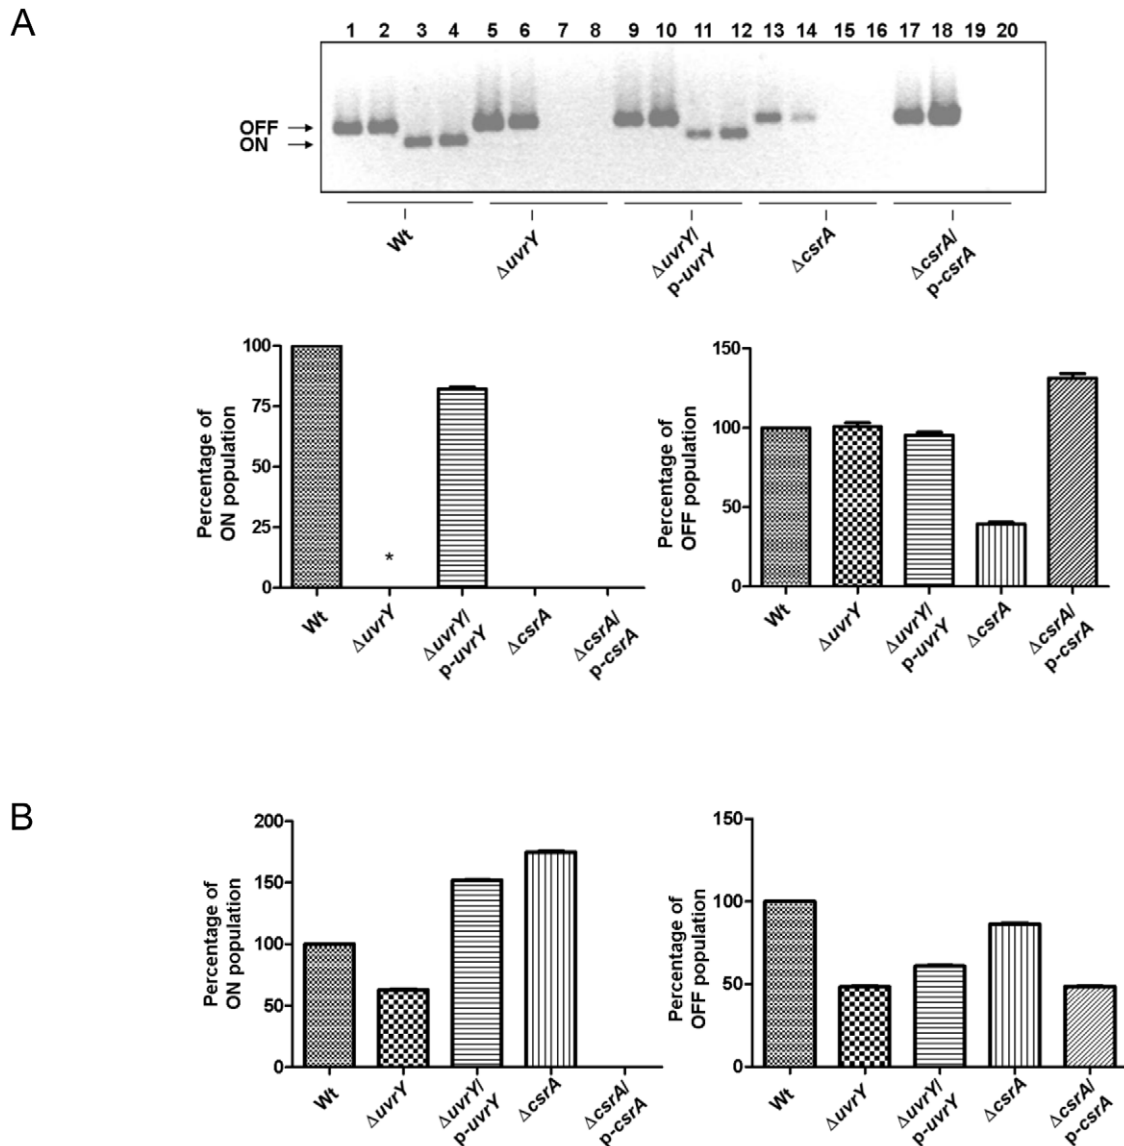 A
1 2 3 4 5 6 7 8 9 10 11 12 13 14 15 16 17 18 19 20
OFF →
ON →
Wt
ΔuvrY
ΔuvrY/
p-uvrY
ΔcsrA
ΔcsrA/
p-csrA
Percentage of
ON population
100
75
50
25
0
*
Wt
ΔuvrY
ΔuvrY/
p-uvrY
ΔcsrA
ΔcsrA/
p-csrA
Percentage of
OFF population
150
100
50
0
Wt
ΔuvrY
ΔuvrY/
p-uvrY
ΔcsrA
ΔcsrA/
p-csrA
B
Percentage of
ON population
200
150
100
50
0
Wt
ΔuvrY
ΔuvrY/
p-uvrY
ΔcsrA
ΔcsrA/
p-csrA
Percentage of
OFF population
150
100
50
0
Wt
ΔuvrY
ΔuvrY/
p-uvrY
ΔcsrA
ΔcsrA/
p-csrA